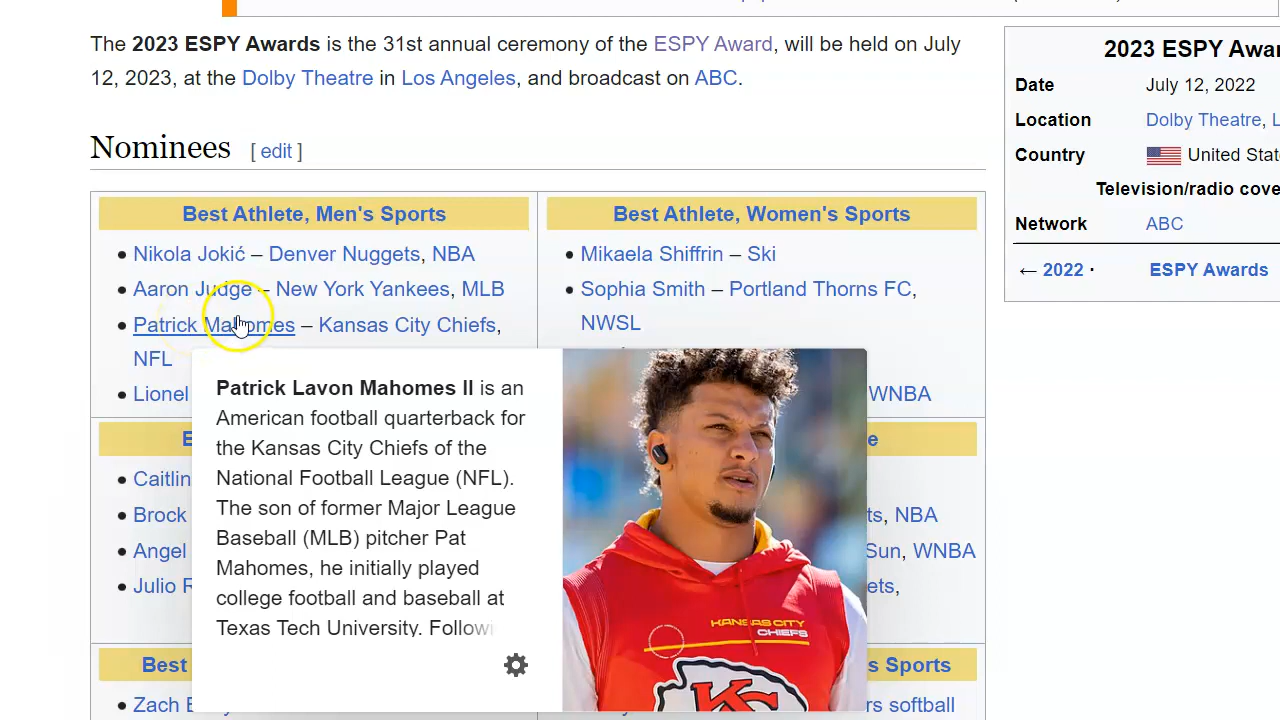 The 2023 ESPY Awards is the 31st annual ceremony of the ESPY Award, will be held on July
12, 2023, at the Dolby Theatre in Los Angeles, and broadcast on ABC.
Nominees [ edit ]
Best Athlete, Men's Sports
• Nikola Jokić – Denver Nuggets, NBA
• Aaron Judge – New York Yankees, MLB
• Patrick Mahomes – Kansas City Chiefs,
NFL
• Lionel
Best Athlete, Women's Sports
• Mikaela Shiffrin – Ski
• Sophia Smith – Portland Thorns FC,
NWSL
WNBA
Patrick Lavon Mahomes II is an
American football quarterback for
the Kansas City Chiefs of the
National Football League (NFL).
The son of former Major League
Baseball (MLB) pitcher Pat
Mahomes, he initially played
college football and baseball at
Texas Tech University. Followi
KANSAS CITY
CHIEFS
KC
• Caitlin
• Brock
• Angel
• Julio R
NBA
Sun, WNBA
Best
s Sports
• Zach
softball
2023 ESPY Awar
Date July 12, 2022
Location Dolby Theatre, L
Country United Stat
Television/radio cove
Network ABC
← 2022 · ESPY Awards